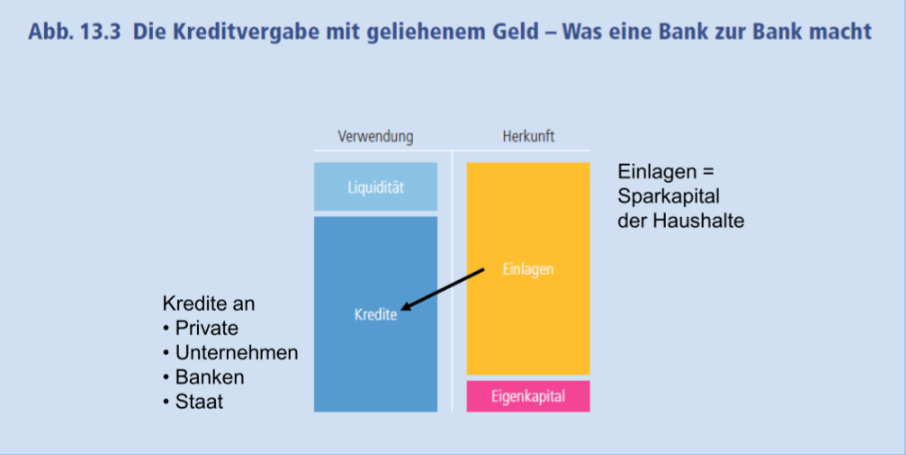 Abb. 13.3 Die Kreditvergabe mit geliehenem Geld – Was eine Bank zur Bank macht
Verwendung
Herkunft
Liquidität
Einlagen =
Sparkapital
der Haushalte
Einlagen
Kredite
Kredite an
• Private
• Unternehmen
• Banken
• Staat
Eigenkapital